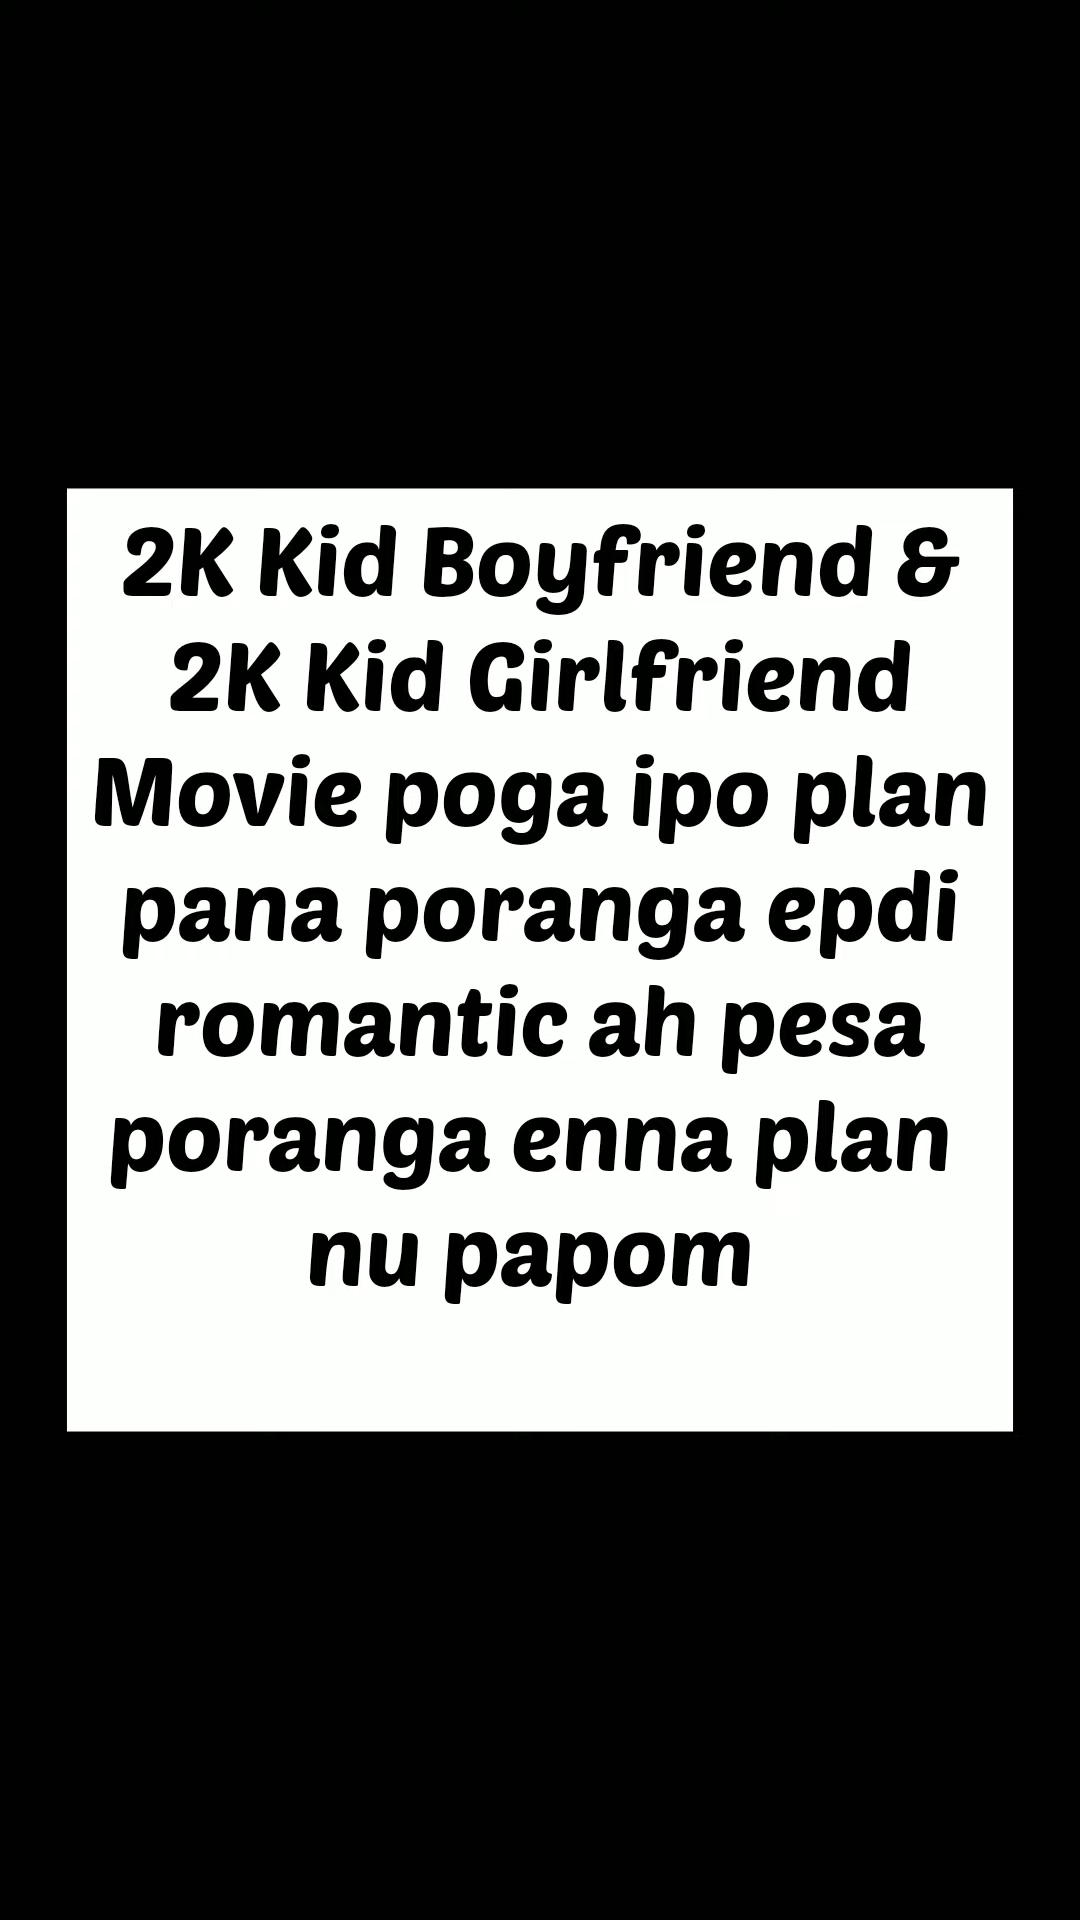 2K Kid Boyfriend &
2K Kid Girlfriend
Movie poga ipo plan
pana poranga epdi
romantic ah pesa
poranga enna plan
nu papom